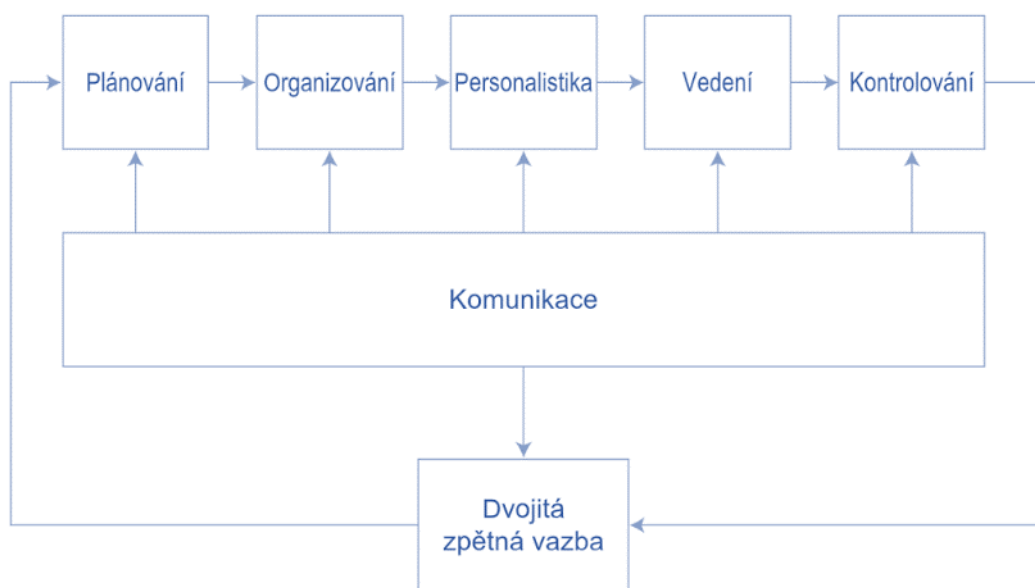 Plánování
Organizování
Personalistika
Vedení
Kontrolování
Komunikace
Dvojitá
zpětná vazba